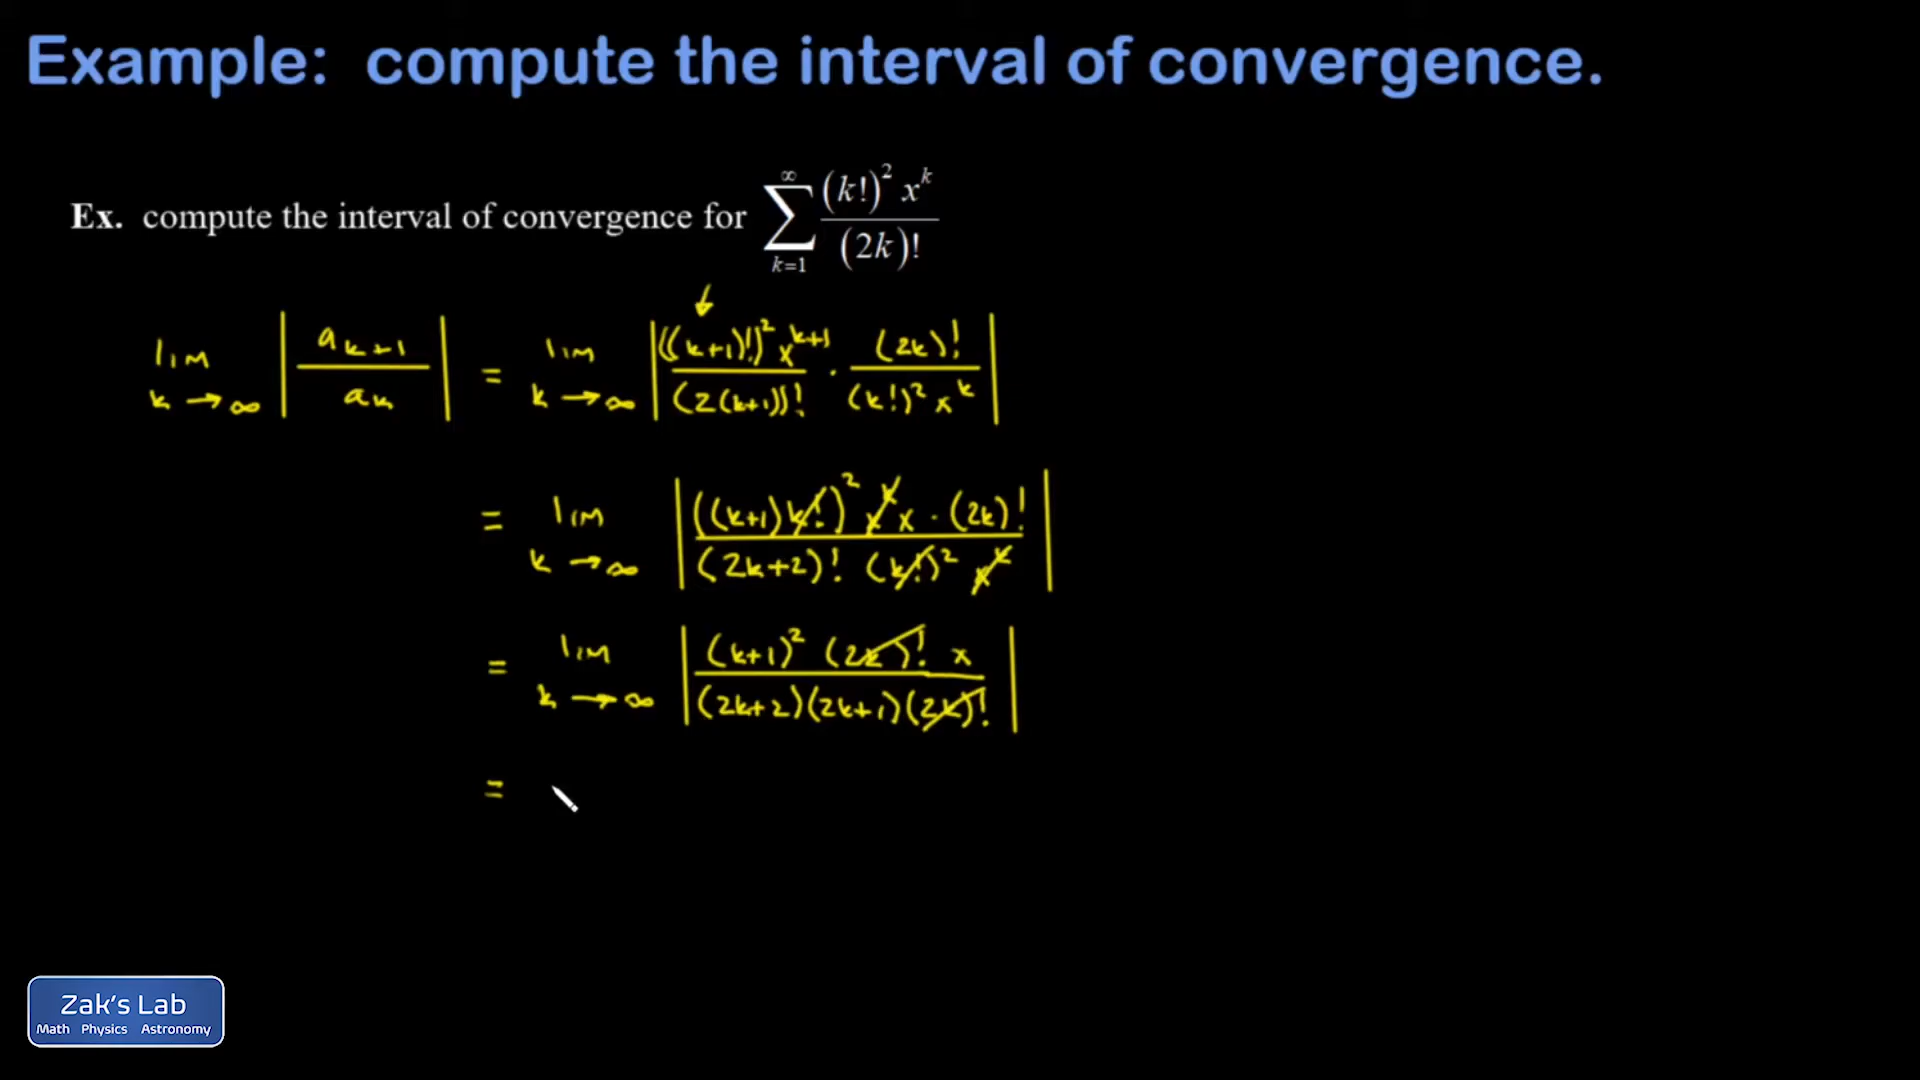 Example: compute the interval of convergence.
Ex. compute the interval of convergence for ∑_{k=1}^{∞} (k!)² x^k / (2k)!
lim_{k→∞} | a_{k+1} / a_k | = lim_{k→∞} | ((k+1)!)² x^{k+1} / (2(k+1))! · (2k)! / (k!)² x^k |
= lim_{k→∞} | ((k+1) k!)² x^k x · (2k)! / (2k+2)! (k!)² x^k |
= lim_{k→∞} | (k+1)² (2k)! x / (2k+2)(2k+1)(2k)! |
=
Zak's Lab
Math Physics Astronomy